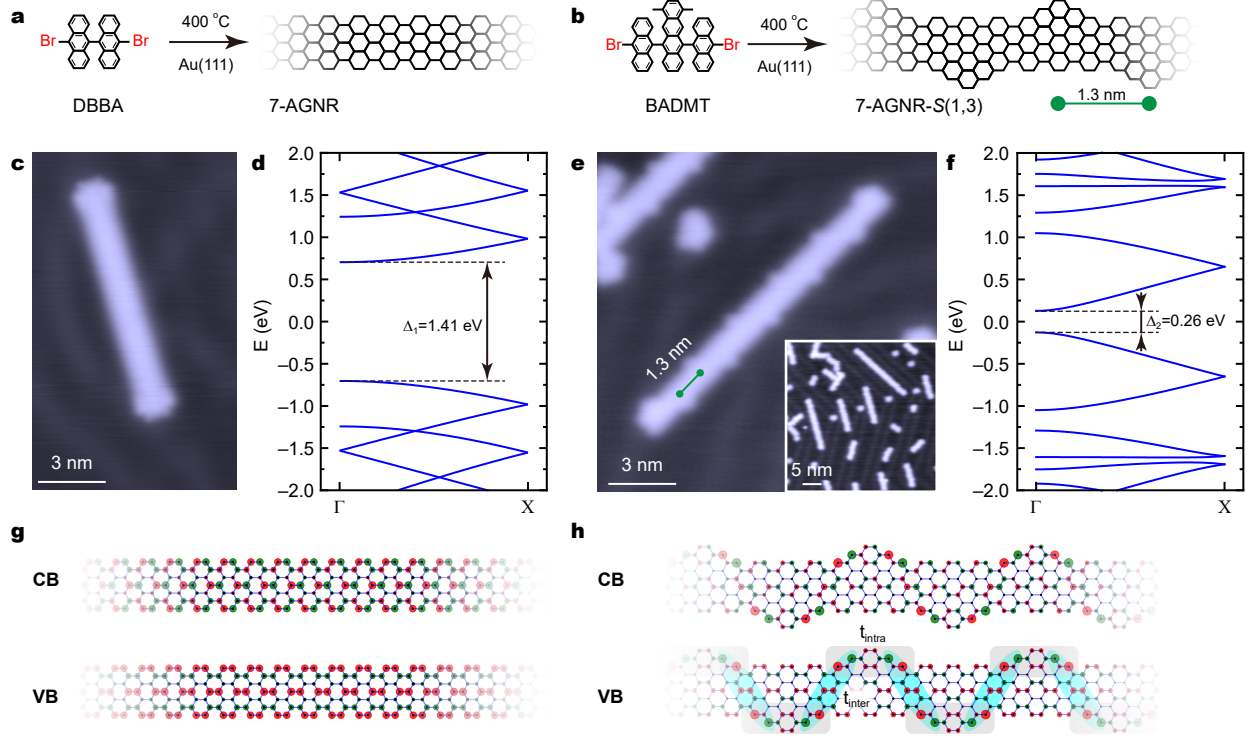 a
Br
Br
400 °C
Au(111)
DBBA
7-AGNR
b
Br
Br
400 °C
Au(111)
BADMT
7-AGNR-S(1,3)
1.3 nm
c
3 nm
d
E (eV)
2.0
1.5
1.0
0.5
0.0
−0.5
−1.0
−1.5
−2.0
Δ1=1.41 eV
Γ
X
e
1.3 nm
3 nm
5 nm
f
E (eV)
2.0
1.5
1.0
0.5
0.0
−0.5
−1.0
−1.5
−2.0
Δ2=0.26 eV
Γ
X
g
CB
VB
h
CB
tintra
VB
tinter